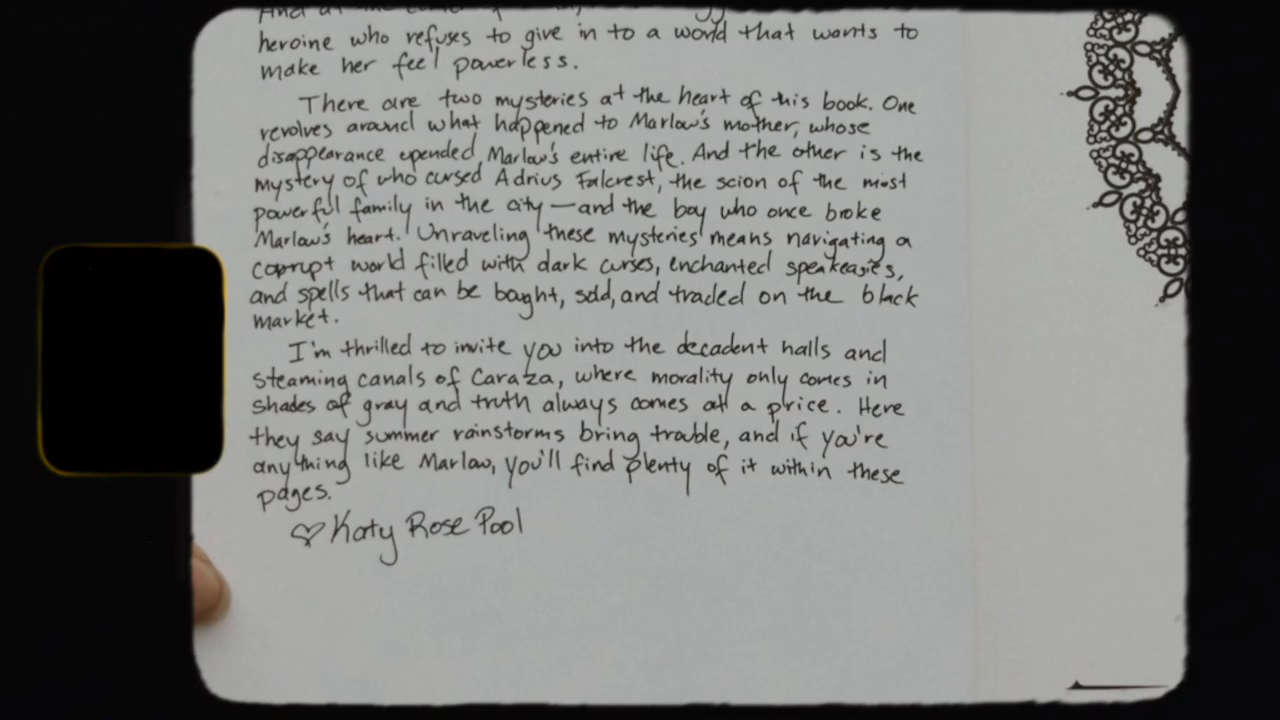 heroine who refuses to give in to a world that wants to
make her feel powerless.
There are two mysteries at the heart of this book. One
revolves around what happened to Marlow's mother, whose
disappearance upended Marlow's entire life. And the other is the
mystery of who cursed Adrius Falcrest, the scion of the most
powerful family in the city—and the boy who once broke
Marlow's heart. Unraveling these mysteries means navigating a
corrupt world filled with dark curses, enchanted speakeasies,
and spells that can be bought, sold, and traded on the black
market.
I'm thrilled to invite you into the decadent halls and
steaming canals of Caraza, where morality only comes in
shades of gray and truth always comes at a price. Here
they say summer rainstorms bring trouble, and if you're
anything like Marlow, you'll find plenty of it within these
pages.
♡ Katy Rose Pool